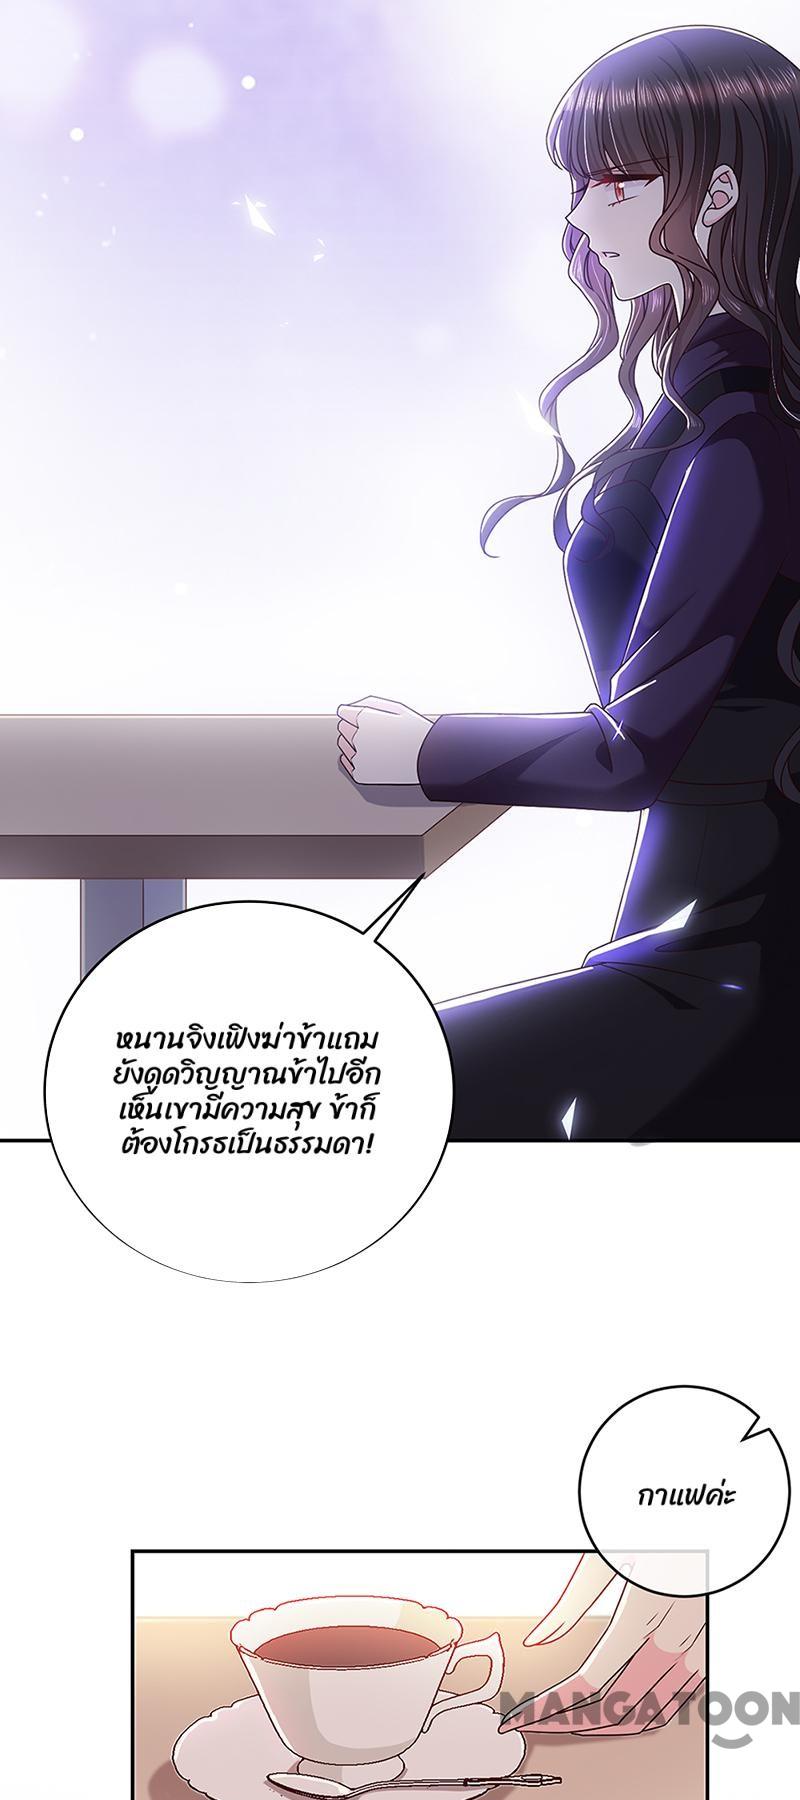 หนานจิงเฟิงฆ่าข้าแถม
ยังดูดวิญญาณข้าไปอีก
เห็นเขามีความสุข ข้าก็
ต้องโกรธเป็นธรรมดา!
กาแฟค่ะ
MANGATOON